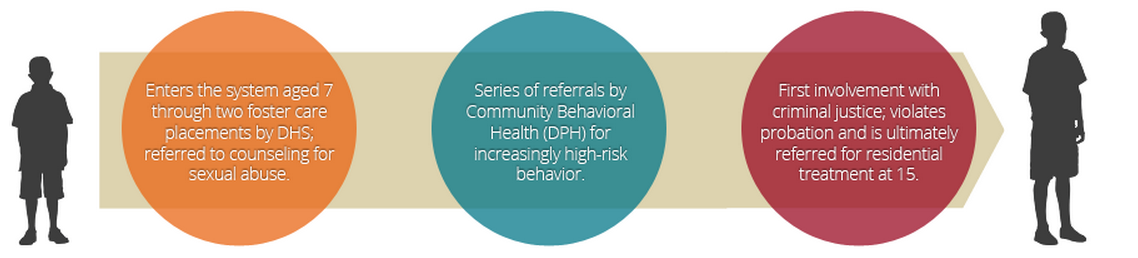 Enters the system aged 7
through two foster care
placements by DHS;
referred to counseling for
sexual abuse.
Series of referrals by
Community Behavioral
Health (DPH) for
increasingly high-risk
behavior.
First involvement with
criminal justice; violates
probation and is ultimately
referred for residential
treatment at 15.